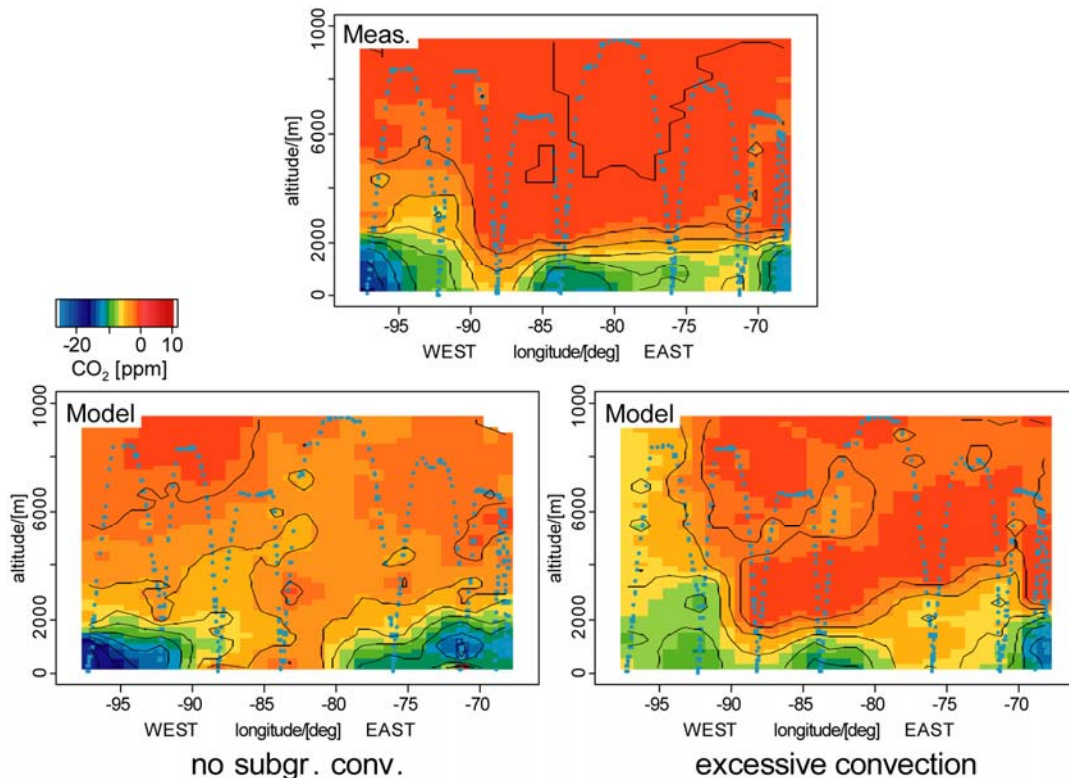 Meas.
1000
6000
2000
0
altitude/[m]
-95 -90 -85 -80 -75 -70
WEST longitude/[deg] EAST
-20 0 10
CO2 [ppm]
Model
1000
6000
2000
0
altitude/[m]
-95 -90 -85 -80 -75 -70
WEST longitude/[deg] EAST
no subgr. conv.
Model
1000
6000
2000
0
altitude/[m]
-95 -90 -85 -80 -75 -70
WEST longitude/[deg] EAST
excessive convection